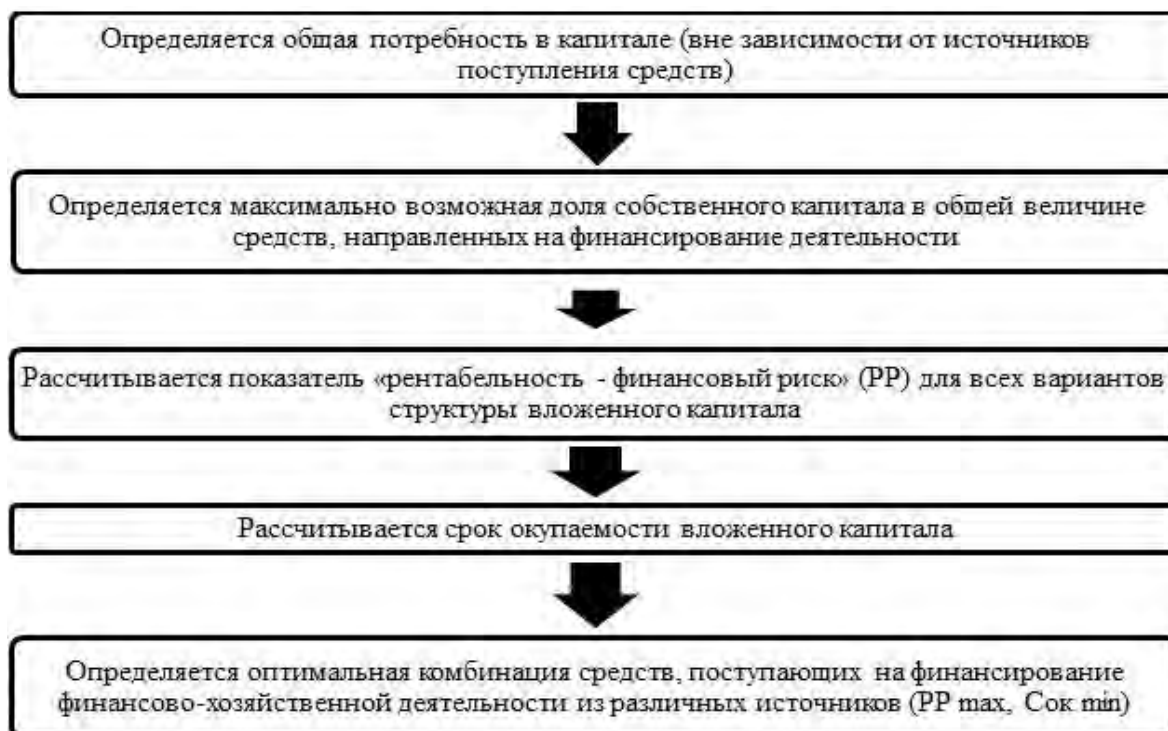 Определяется общая потребность в капитале (вне зависимости от источников
поступления средств)
Определяется максимально возможная доля собственного капитала в общей величине
средств, направленных на финансирование деятельности
Рассчитывается показатель «рентабельность - финансовый риск» (РР) для всех вариантов
структуры вложенного капитала
Рассчитывается срок окупаемости вложенного капитала
Определяется оптимальная комбинация средств, поступающих на финансирование
финансово-хозяйственной деятельности из различных источников (РР max, Сок min)